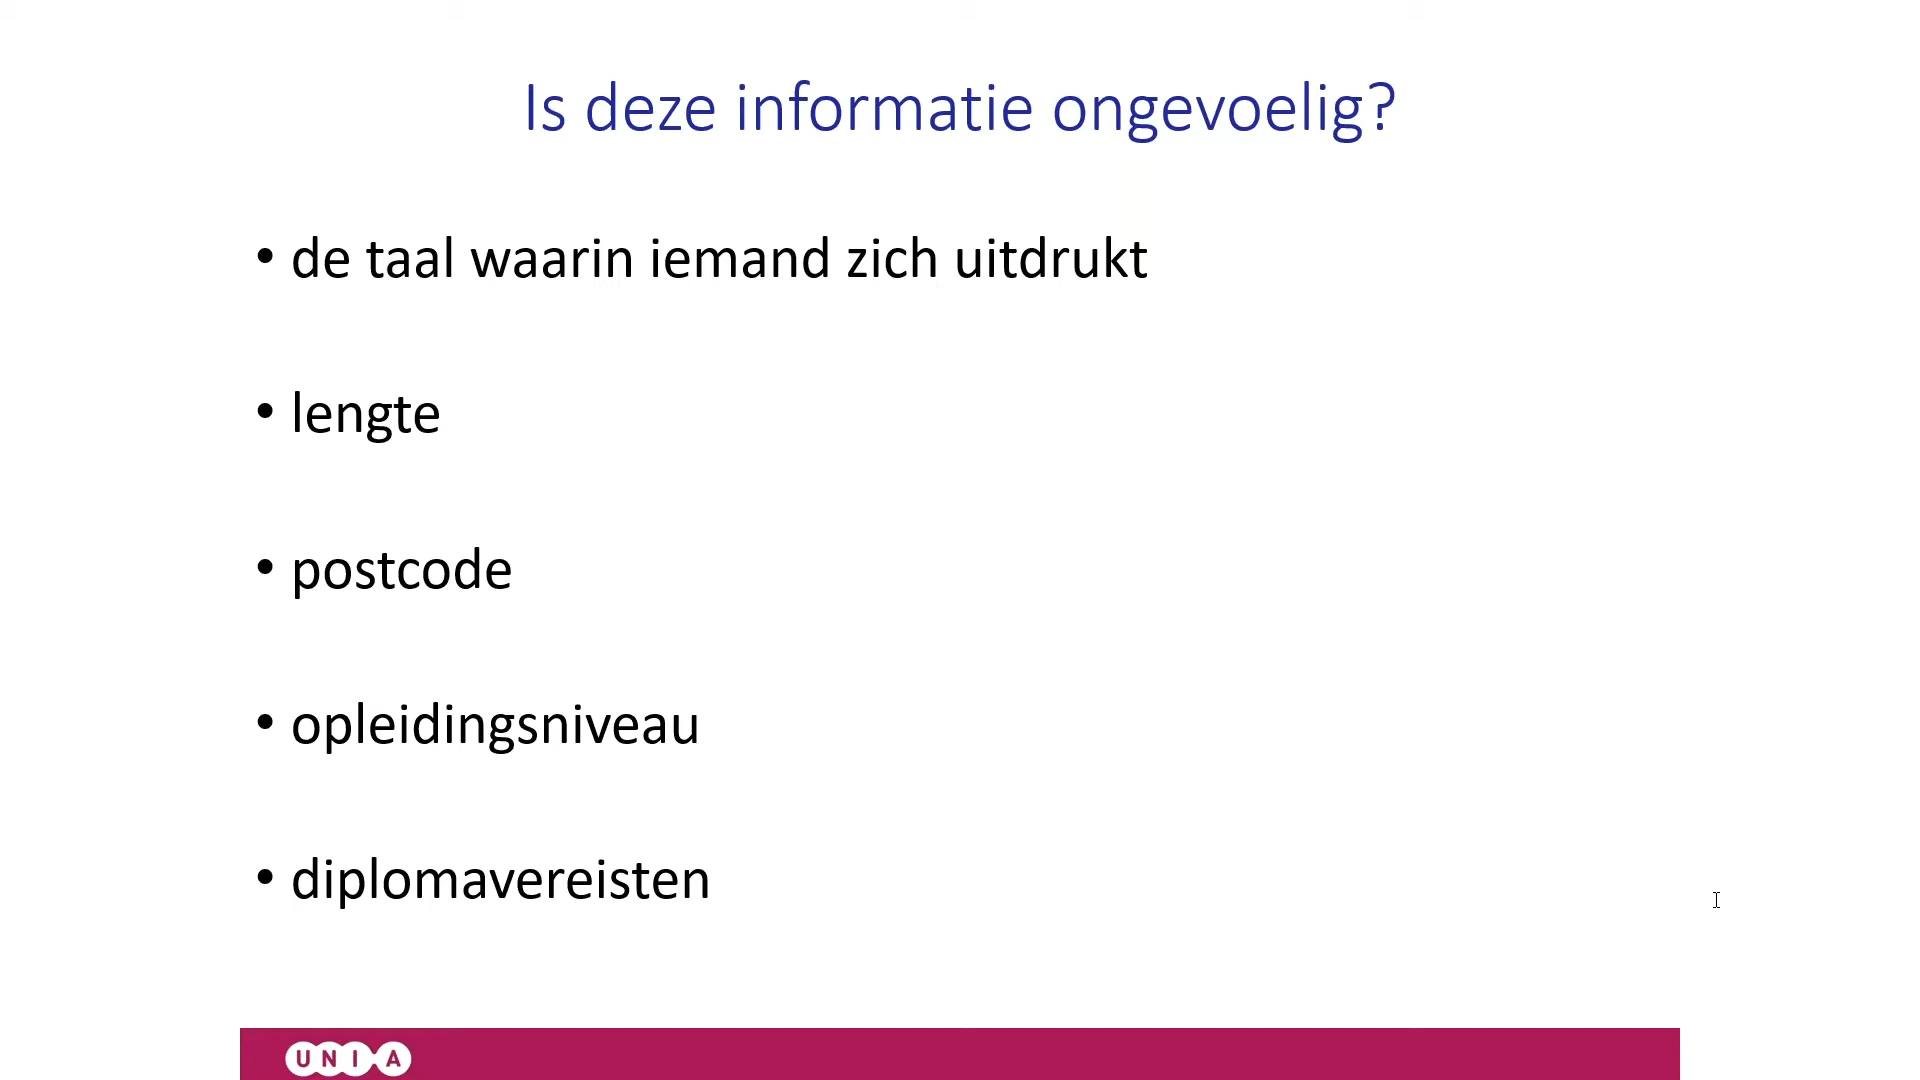 Is deze informatie ongevoelig?
• de taal waarin iemand zich uitdrukt
• lengte
• postcode
• opleidingsniveau
• diplomavereisten
UNIA